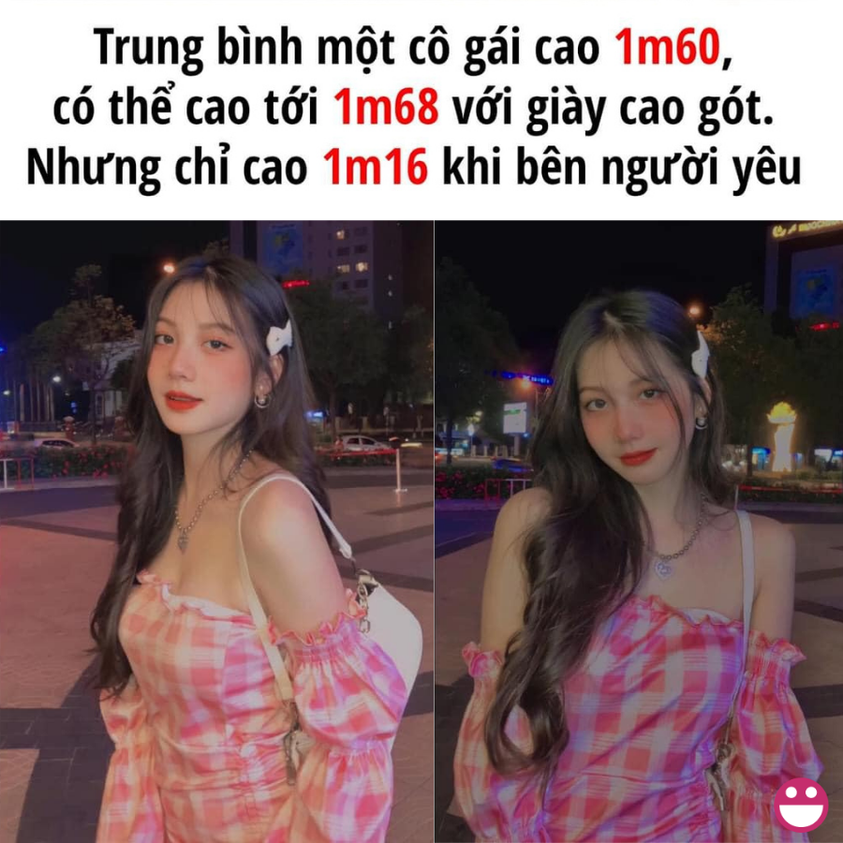 Trung bình một cô gái cao 1m60,
có thể cao tới 1m68 với giày cao gót.
Nhưng chỉ cao 1m16 khi bên người yêu